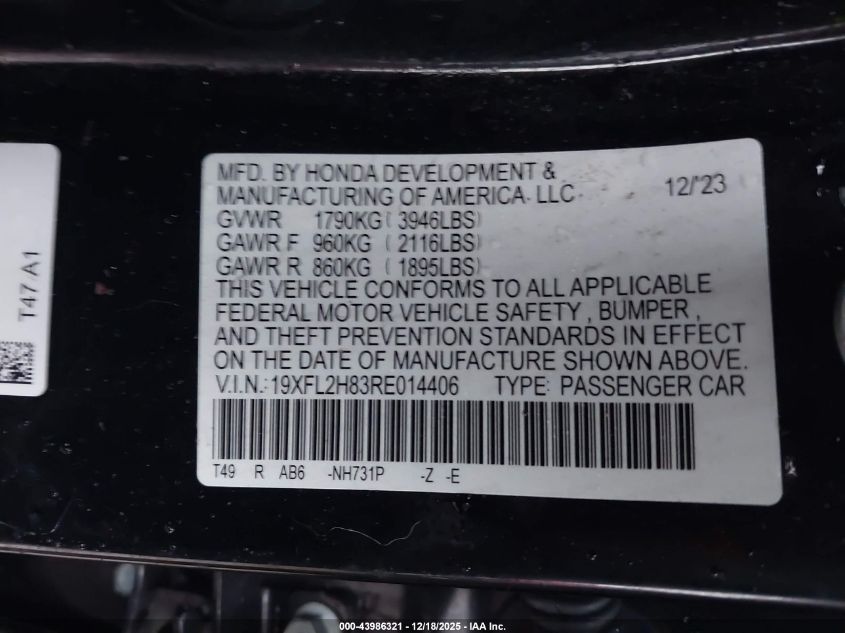 MFD. BY HONDA DEVELOPMENT &
MANUFACTURING OF AMERICA. LLC 12/'23
GVWR 1790KG ( 3946LBS)
GAWR F 960KG ( 2116LBS)
GAWR R 860KG ( 1895LBS)
THIS VEHICLE CONFORMS TO ALL APPLICABLE
FEDERAL MOTOR VEHICLE SAFETY , BUMPER ,
AND THEFT PREVENTION STANDARDS IN EFFECT
ON THE DATE OF MANUFACTURE SHOWN ABOVE.
V.I.N.:19XFL2H83RE014406 TYPE: PASSENGER CAR
T49 R AB6 -NH731P -Z -E
T47 A1
000-43986321 - 12/18/2025 - IAA Inc.